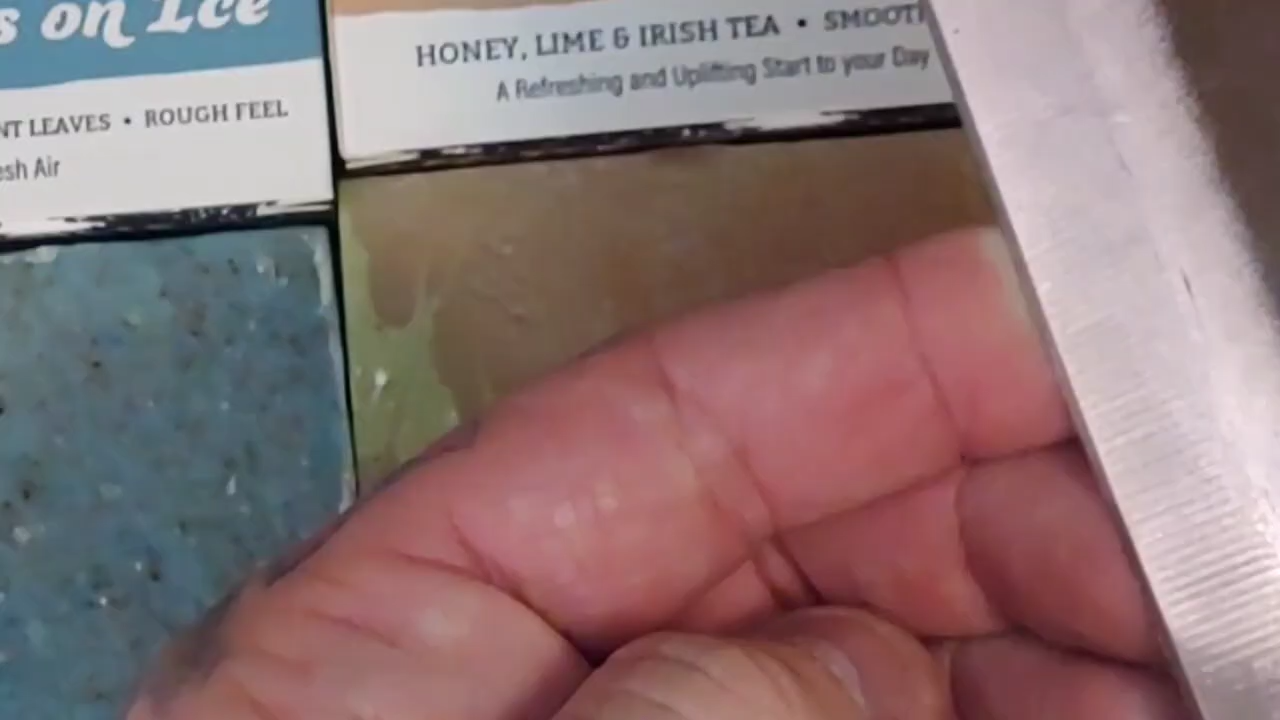 s on Ice
NT LEAVES • ROUGH FEEL
esh Air
HONEY, LIME & IRISH TEA • SMOOTH
A Refreshing and Uplifting Start to your Day